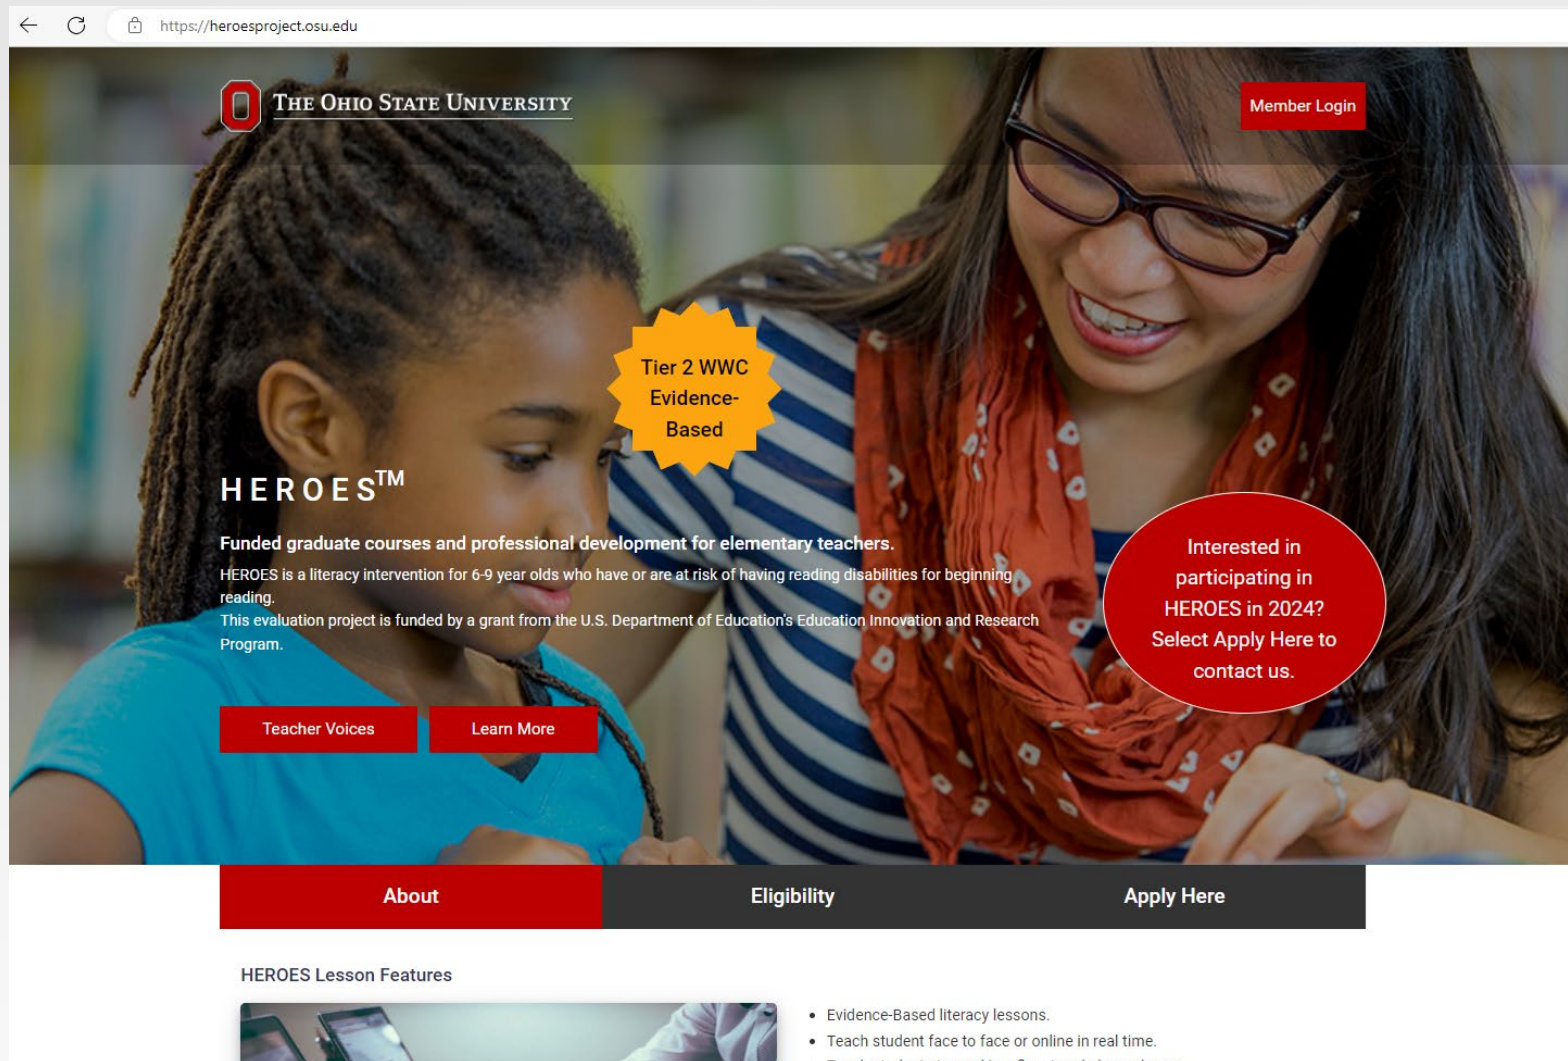 https://heroesproject.osu.edu
THE OHIO STATE UNIVERSITY
Member Login
Tier 2 WWC
Evidence-
Based
HEROES™
Funded graduate courses and professional development for elementary teachers.
HEROES is a literacy intervention for 6-9 year olds who have or are at risk of having reading disabilities for beginning
reading.
This evaluation project is funded by a grant from the U.S. Department of Education's Education Innovation and Research
Program.
Interested in
participating in
HEROES in 2024?
Select Apply Here to
contact us.
Teacher Voices
Learn More
About
Eligibility
Apply Here
HEROES Lesson Features
• Evidence-Based literacy lessons.
• Teach student face to face or online in real time.